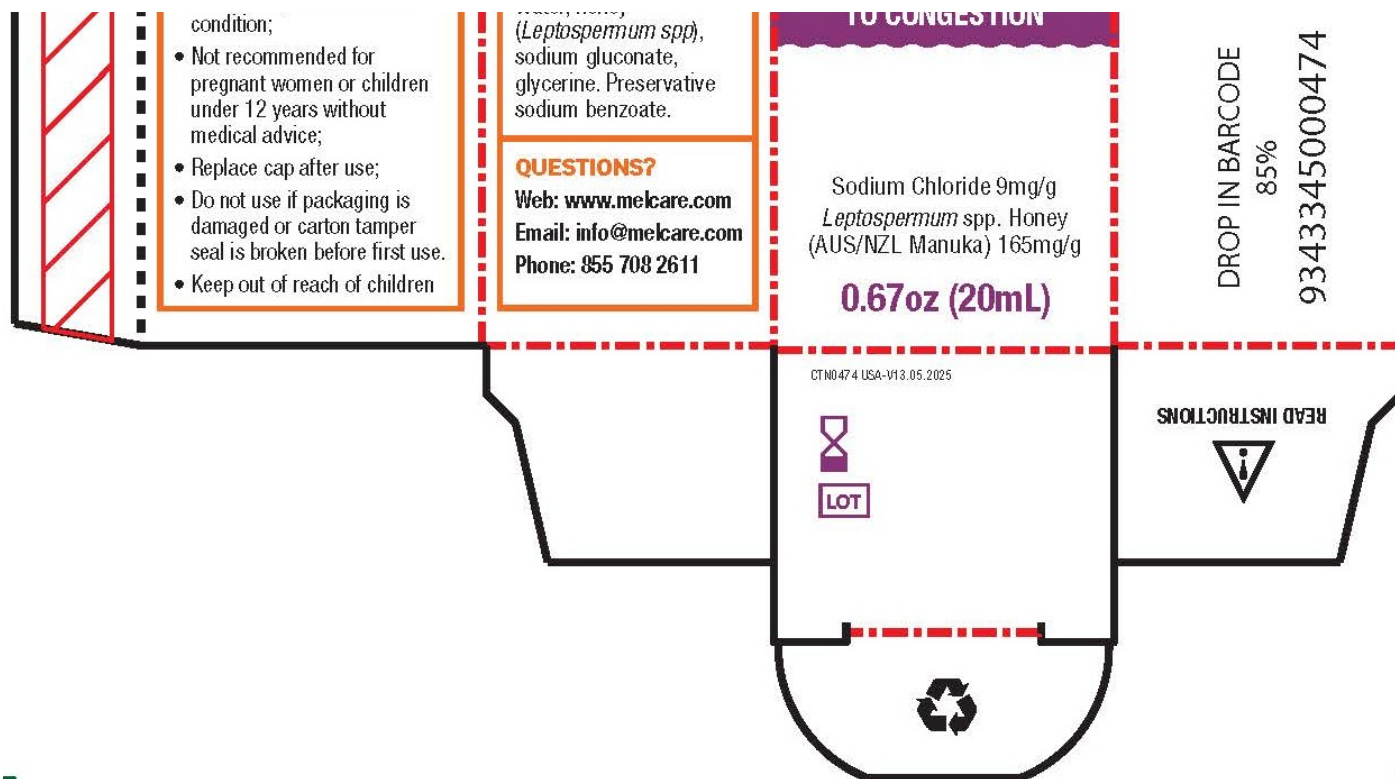 condition;
• Not recommended for
pregnant women or children
under 12 years without
medical advice;
• Replace cap after use;
• Do not use if packaging is
damaged or carton tamper
seal is broken before first use.
• Keep out of reach of children
(Leptospermum spp),
sodium gluconate,
glycerine. Preservative
sodium benzoate.
QUESTIONS?
Web: www.melcare.com
Email: info@melcare.com
Phone: 855 708 2611
TO CONGESTION
Sodium Chloride 9mg/g
Leptospermum spp. Honey
(AUS/NZL Manuka) 165mg/g
0.67oz (20mL)
CTN0474 USA-V13.05.2025
LOT
DROP IN BARCODE
85%
9343345000474
READ INSTRUCTIONS